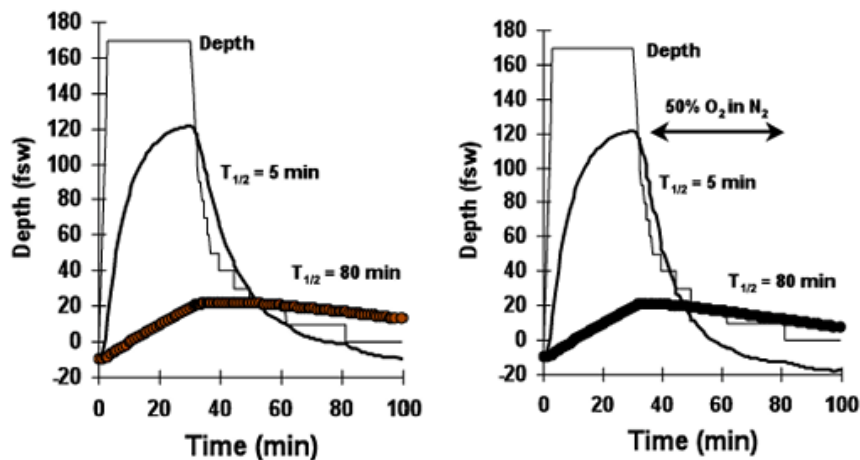 180
160
140
120
100
80
60
40
20
0
-20
Depth (fsw)
Depth
T1/2 = 5 min
T1/2 = 80 min
0 20 40 60 80 100
Time (min)
180
160
140
120
100
80
60
40
20
0
-20
Depth (fsw)
Depth
50% O2 in N2
T1/2 = 5 min
T1/2 = 80 min
0 20 40 60 80 100
Time (min)